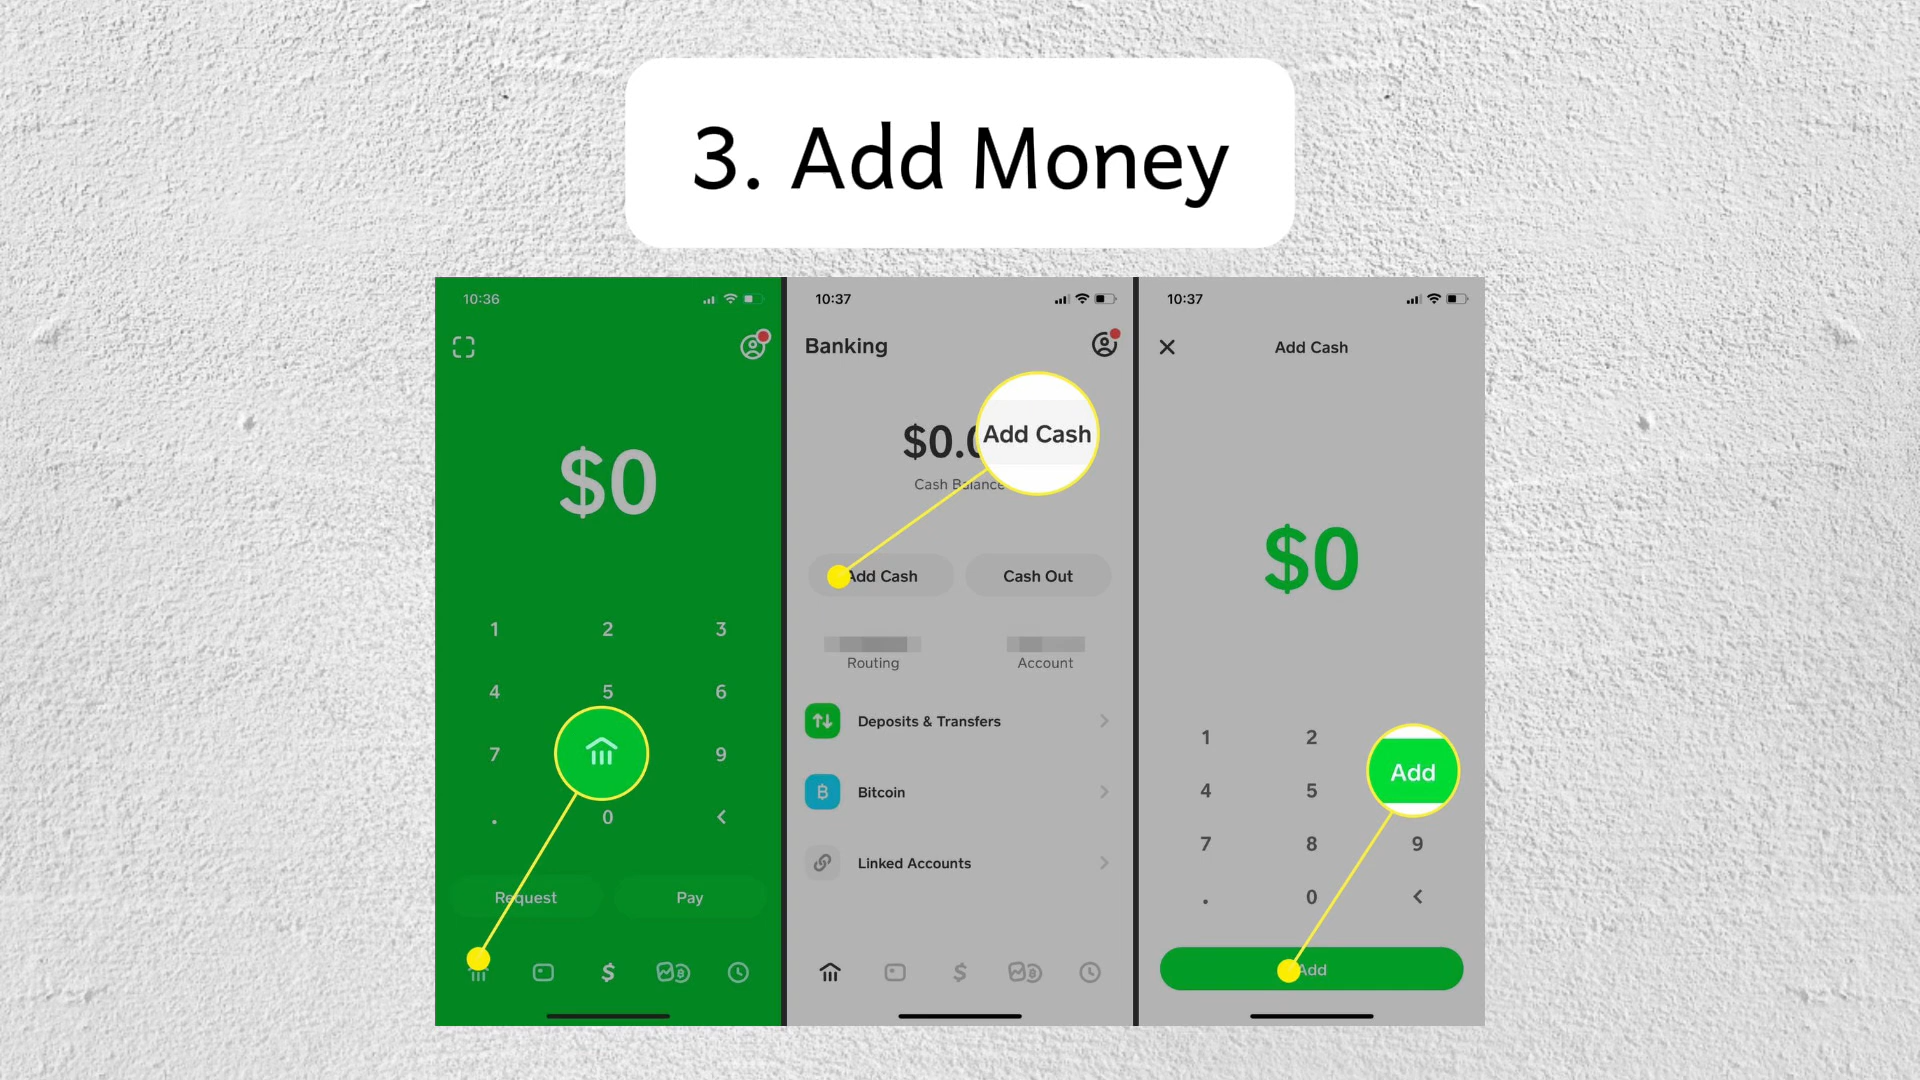 3. Add Money
10:36
$0
1 2 3
4 5 6
7 9
. 0 <
Request Pay
10:37
Banking
$0.0
Add Cash
Cash Balance
Add Cash Cash Out
Routing Account
Deposits & Transfers
Bitcoin
Linked Accounts
10:37
Add Cash
$0
1 2
4 5
Add
7 8 9
. 0 <
Add